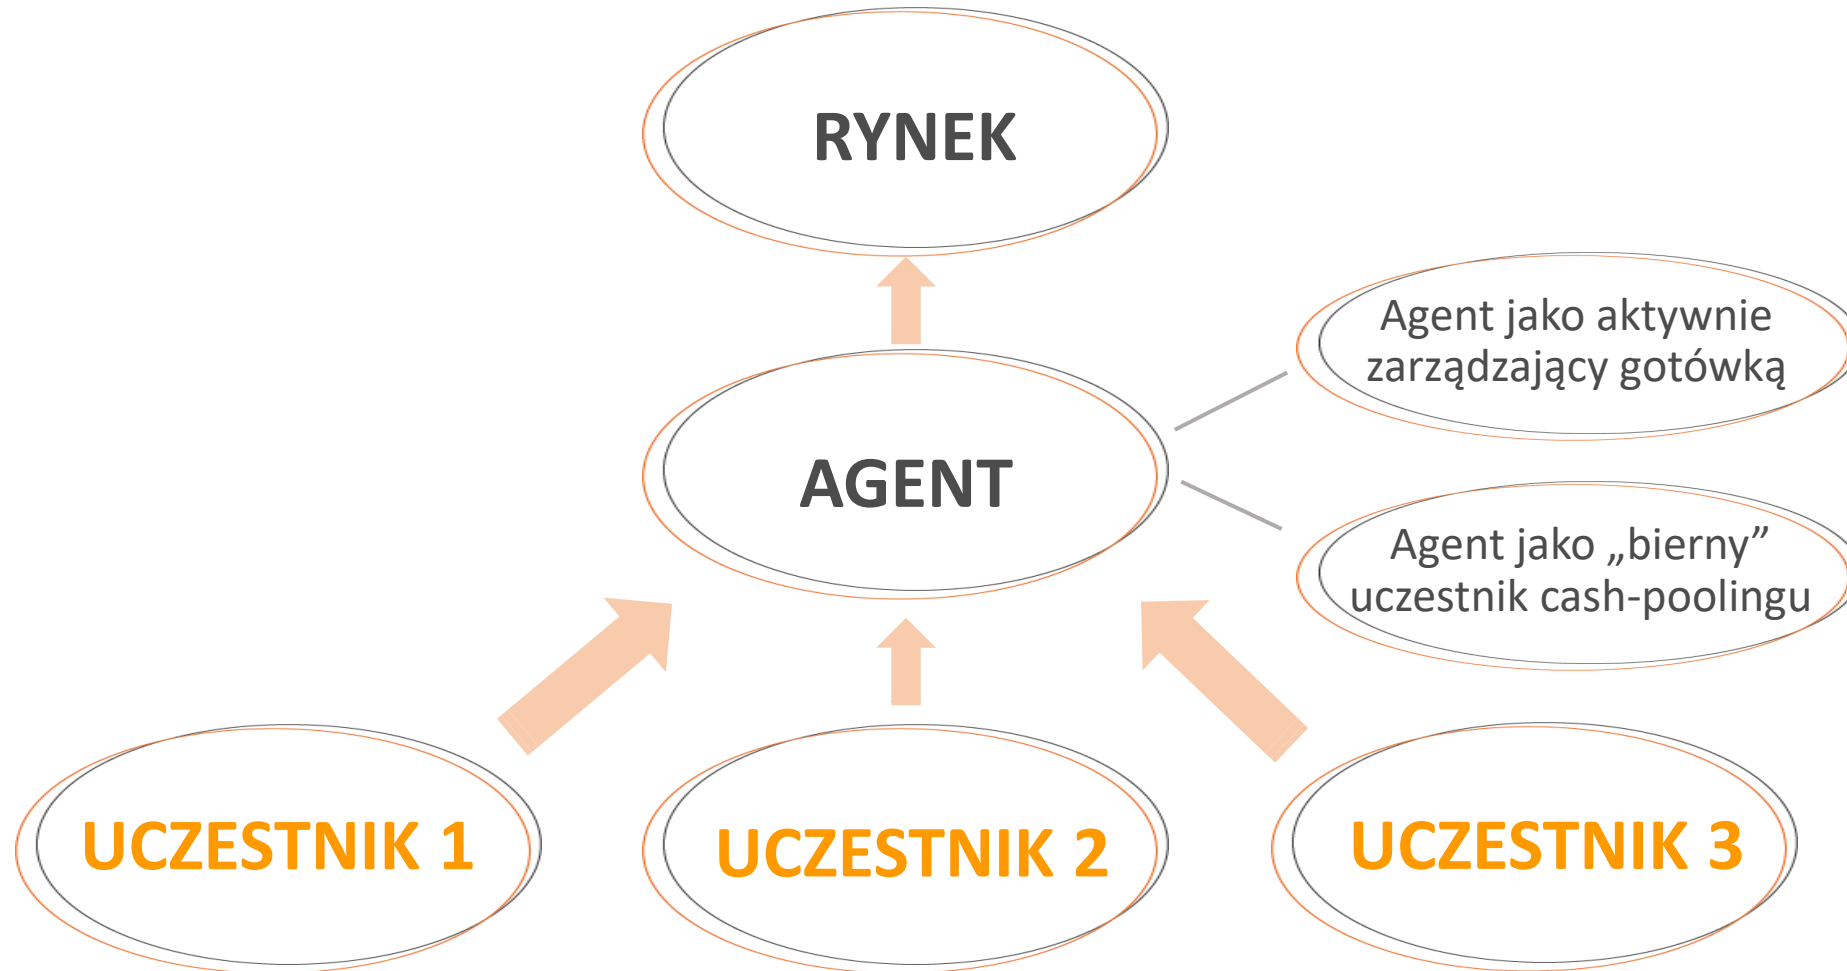 RYNEK
Agent jako aktywnie
zarządzający gotówką
AGENT
Agent jako „bierny”
uczestnik cash-poolingu
UCZESTNIK 1
UCZESTNIK 2
UCZESTNIK 3